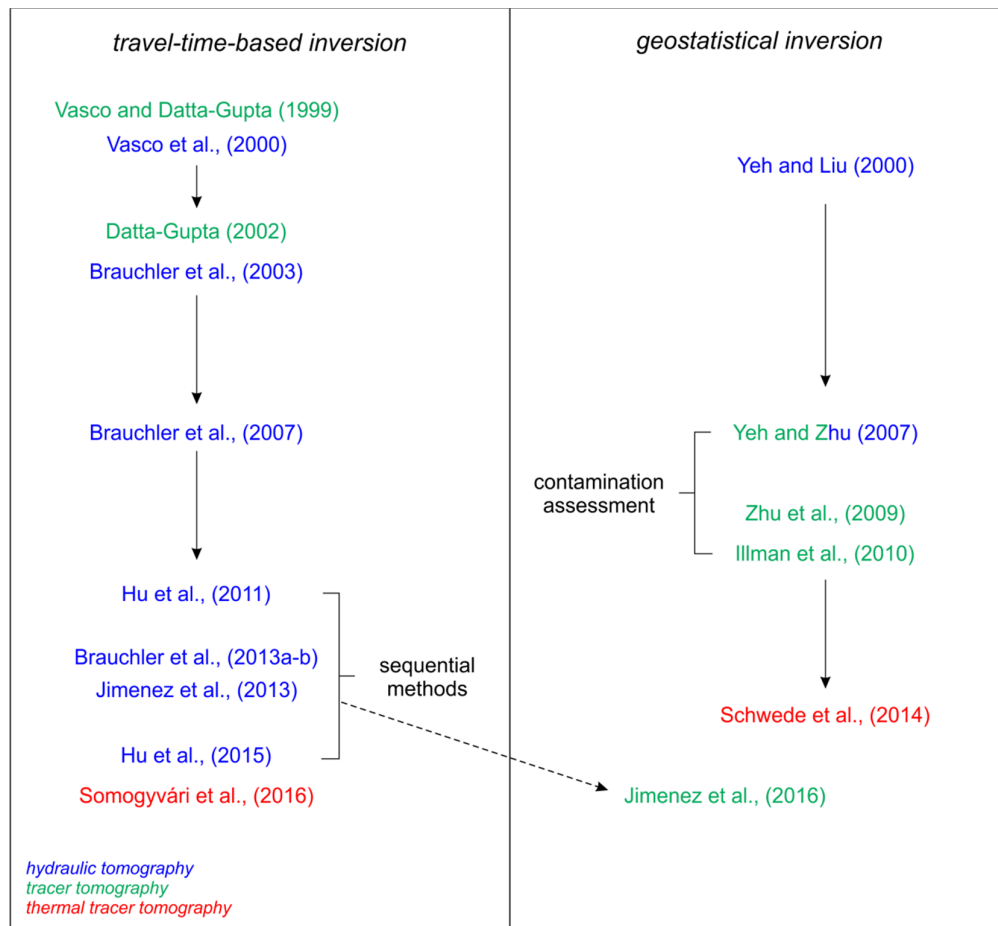 travel-time-based inversion
Vasco and Datta-Gupta (1999)
Vasco et al., (2000)
Datta-Gupta (2002)
Brauchler et al., (2003)
Brauchler et al., (2007)
Hu et al., (2011)
Brauchler et al., (2013a-b)
Jimenez et al., (2013)
Hu et al., (2015)
Somogyvári et al., (2016)
sequential
methods
hydraulic tomography
tracer tomography
thermal tracer tomography
geostatistical inversion
Yeh and Liu (2000)
contamination
assessment
Yeh and Zhu (2007)
Zhu et al., (2009)
Illman et al., (2010)
Schwede et al., (2014)
Jimenez et al., (2016)